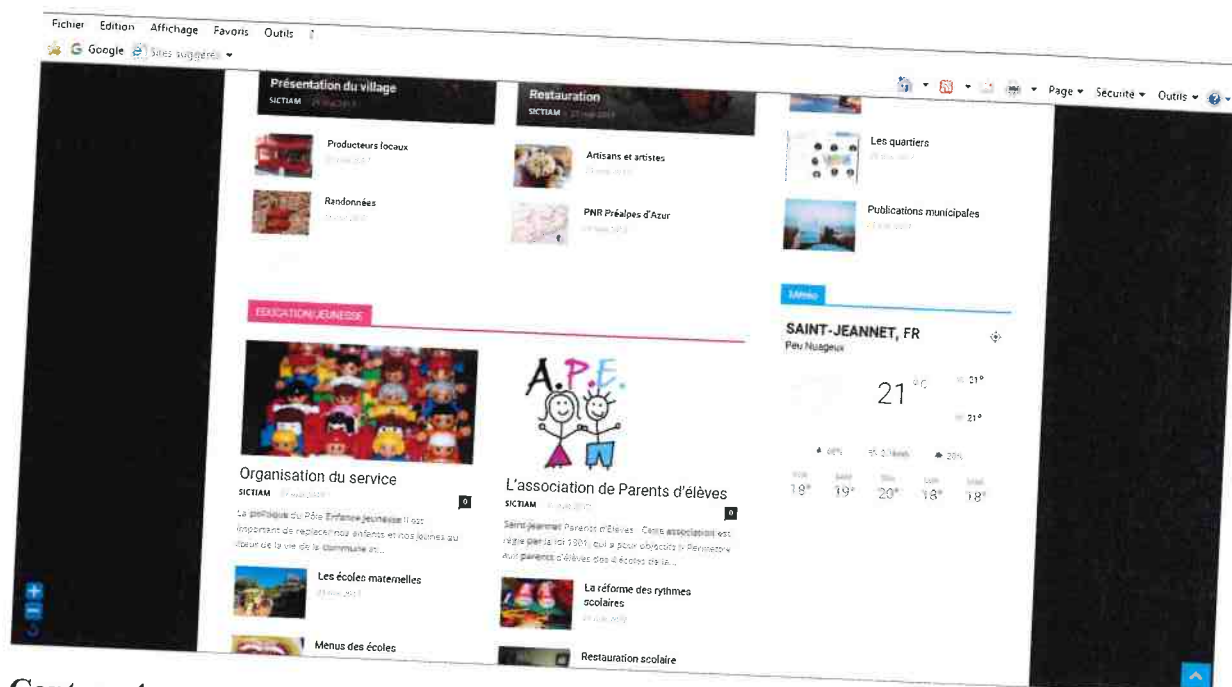 Fichier Edition Affichage Favoris Outils ?
Google Sites suggérés
Page Sécurité Outils
Présentation du village
SICTIAM
Restauration
SICTIAM
Producteurs locaux
Artisans et artistes
Les quartiers
Randonnées
PNR Préalpes d'Azur
Publications municipales
EDUCATION/JEUNESSE
Météo
SAINT-JEANNET, FR
Peu Nuageux
21 °C
21°
21°
A.P.E.
18° 19° 20° 18° 18°
Organisation du service
SICTIAM
0
La politique du Pôle Enfance jeunesse Il est
important de replacer nos enfants et nos jeunes au
cœur de la vie de la commune et...
L'association de Parents d'élèves
SICTIAM
0
Saint-Jeannet Parents d'Elèves Cette association est
régie par la loi 1901, qui a pour objectifs Permettre
aux parents d'élèves des 4 écoles de la...
Les écoles maternelles
La réforme des rythmes
scolaires
Menus des écoles
Restauration scolaire